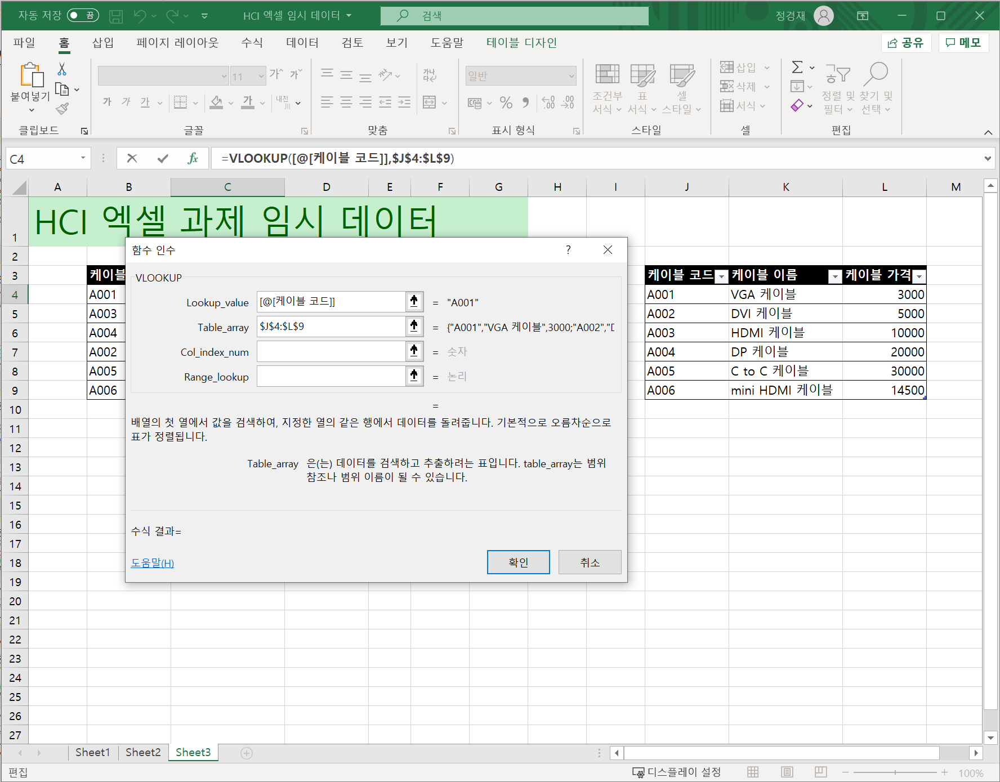 자동 저장 끔 HCI 엑셀 임시 데이터 검색 정경재
파일 홈 삽입 페이지 레이아웃 수식 데이터 검토 보기 도움말 테이블 디자인 공유 메모
붙여넣기
클립보드
11 가 가
가 가 가 가 내천 川
글꼴
가나
맞춤
일반
% .00 .00
표시 형식
조건부 서식
표 서식
셀 스타일
스타일
삽입
삭제
서식
셀
정렬 및 필터
찾기 및 선택
편집
C4 fx =VLOOKUP([@[케이블 코드]],$J$4:$L$9)
A B C D E F G H I J K L M
1 HCI 엑셀 과제 임시 데이터
2
3 케이블 케이블 코드 케이블 이름 케이블 가격
4 A001 A001 VGA 케이블 3000
5 A003 A002 DVI 케이블 5000
6 A004 A003 HDMI 케이블 10000
7 A002 A004 DP 케이블 20000
8 A005 A005 C to C 케이블 30000
9 A006 A006 mini HDMI 케이블 14500
10
11
12
13
14
15
16
17
18
19
20
21
22
23
24
25
26
27
함수 인수 ?
VLOOKUP
Lookup_value [@[케이블 코드]] = "A001"
Table_array $J$4:$L$9 = {"A001","VGA 케이블",3000;"A002","D
Col_index_num = 숫자
Range_lookup = 논리
=
배열의 첫 열에서 값을 검색하여, 지정한 열의 같은 행에서 데이터를 돌려줍니다. 기본적으로 오름차순으로
표가 정렬됩니다.
Table_array 은(는) 데이터를 검색하고 추출하려는 표입니다. table_array는 범위
참조나 범위 이름이 될 수 있습니다.
수식 결과=
도움말(H) 확인 취소
Sheet1 Sheet2 Sheet3
편집 디스플레이 설정 100%